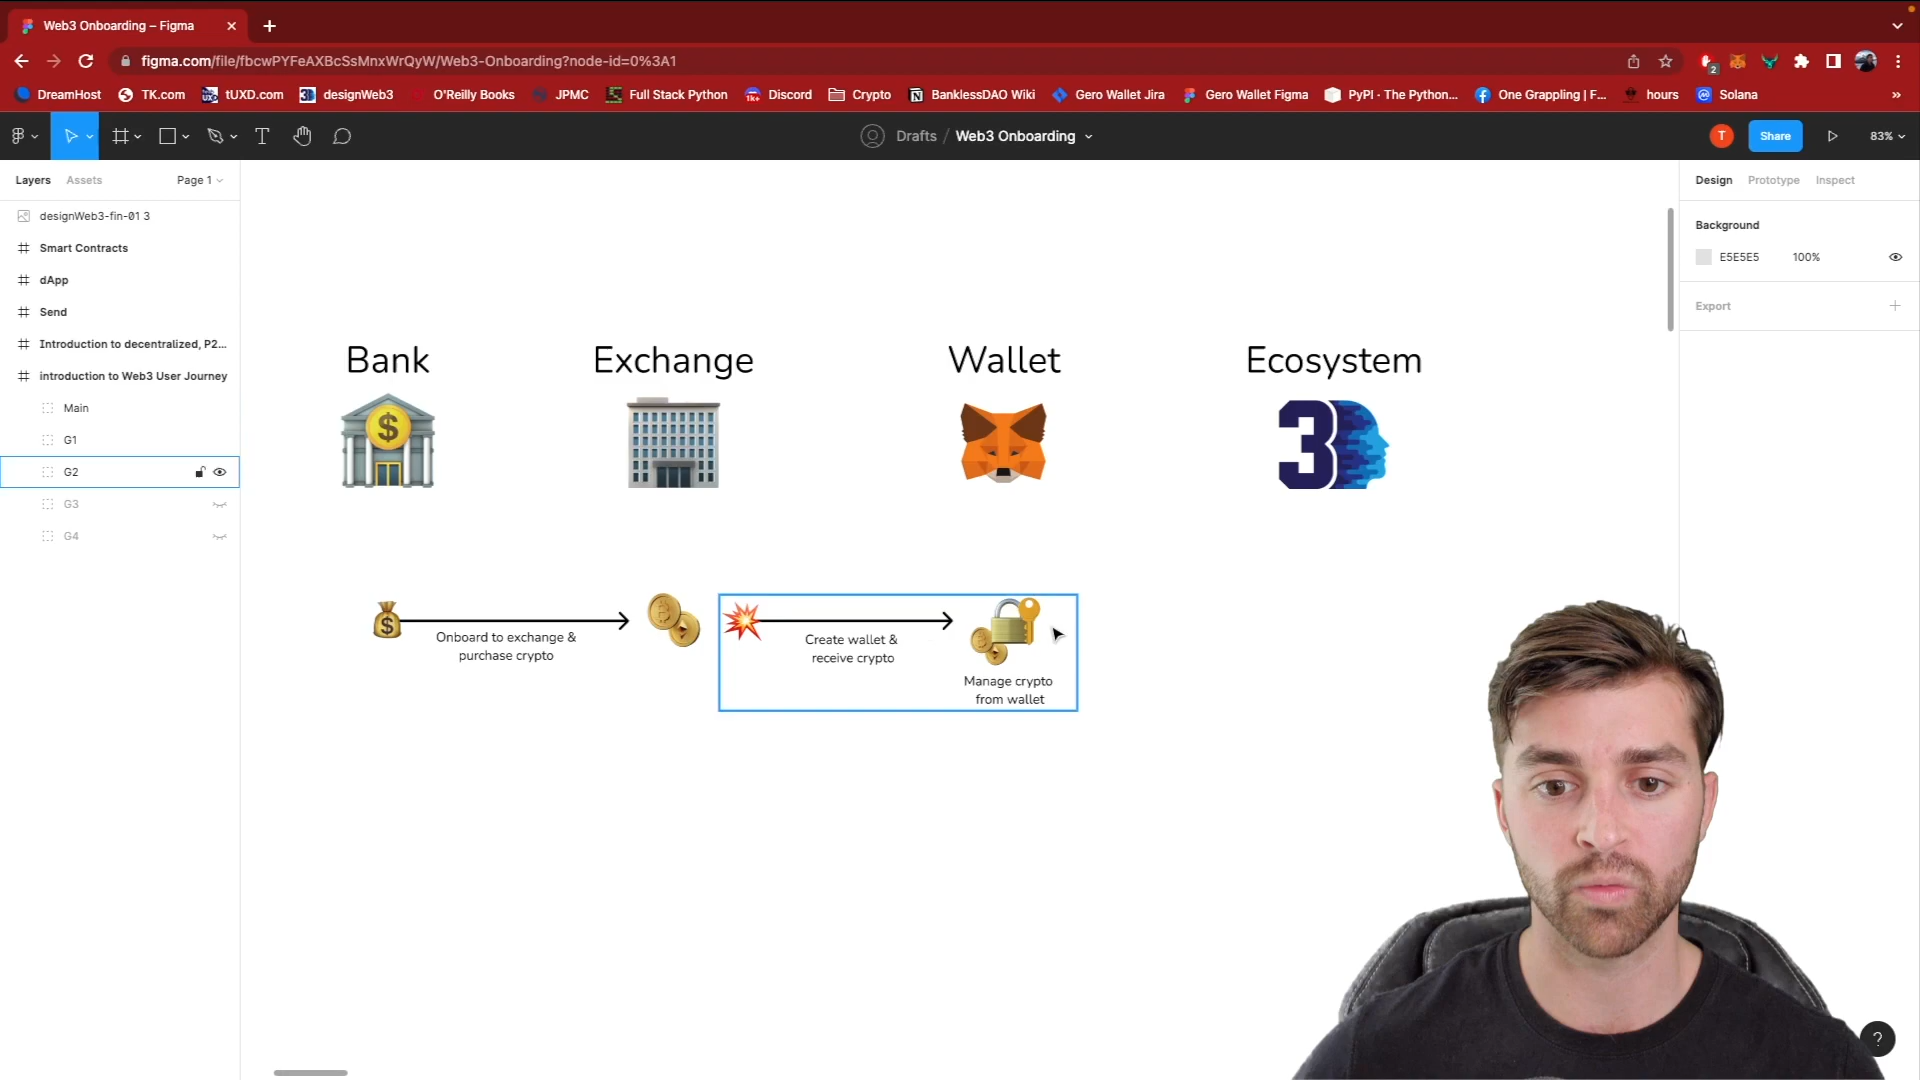 Web3 Onboarding – Figma
figma.com/file/fbcwPYFeAXBcSsMnxWrQyW/Web3-Onboarding?node-id=0%3A1
2
DreamHost
TK.com
tUXD.com
designWeb3
O'Reilly Books
JPMC
Full Stack Python
1k+
Discord
Crypto
BanklessDAO Wiki
Gero Wallet Jira
Gero Wallet Figma
PyPI - The Python...
One Grappling | F...
hours
Solana
»
Drafts / Web3 Onboarding
T
Share
83%
Layers
Assets
Page 1
designWeb3-fin-01 3
Smart Contracts
dApp
Send
Introduction to decentralized, P2...
introduction to Web3 User Journey
Main
G1
G2
G3
G4
Bank
Exchange
Wallet
Ecosystem
$
3
$
Onboard to exchange &
purchase crypto
Create wallet &
receive crypto
Manage crypto
from wallet
Design
Prototype
Inspect
Background
E5E5E5
100%
Export
?